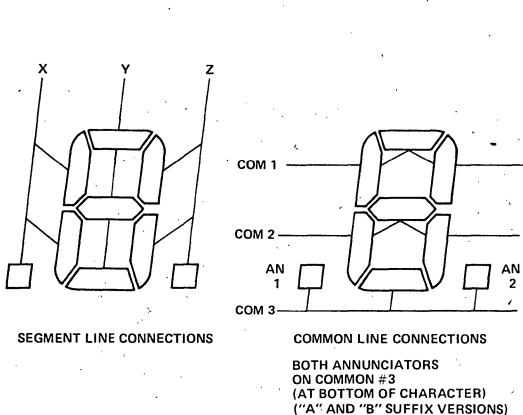 X Y Z
COM 1
COM 2
AN 1
AN 2
COM 3
SEGMENT LINE CONNECTIONS
COMMON LINE CONNECTIONS
BOTH ANNUNCIATORS
ON COMMON #3
(AT BOTTOM OF CHARACTER)
("A" AND "B" SUFFIX VERSIONS)